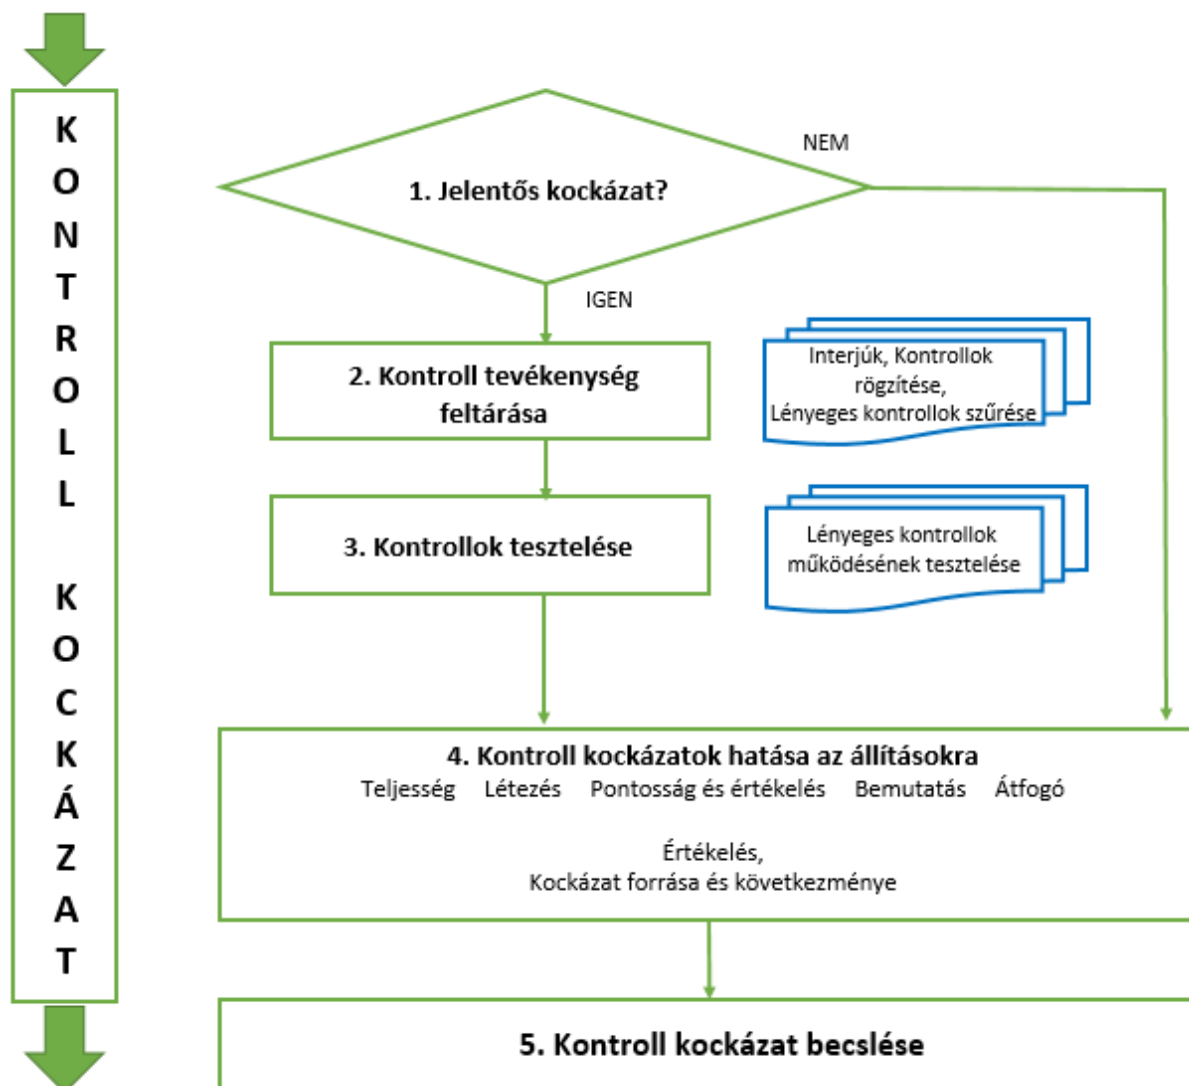 KONTROLL KOCKÁZAT
NEM
1. Jelentős kockázat?
IGEN
2. Kontroll tevékenység
feltárása
Interjúk, Kontrollok
rögzítése,
Lényeges kontrollok szűrése
3. Kontrollok tesztelése
Lényeges kontrollok
működésének tesztelése
4. Kontroll kockázatok hatása az állításokra
Teljesség Létezés Pontosság és értékelés Bemutatás Átfogó
Értékelés,
Kockázat forrása és következménye
5. Kontroll kockázat becslése